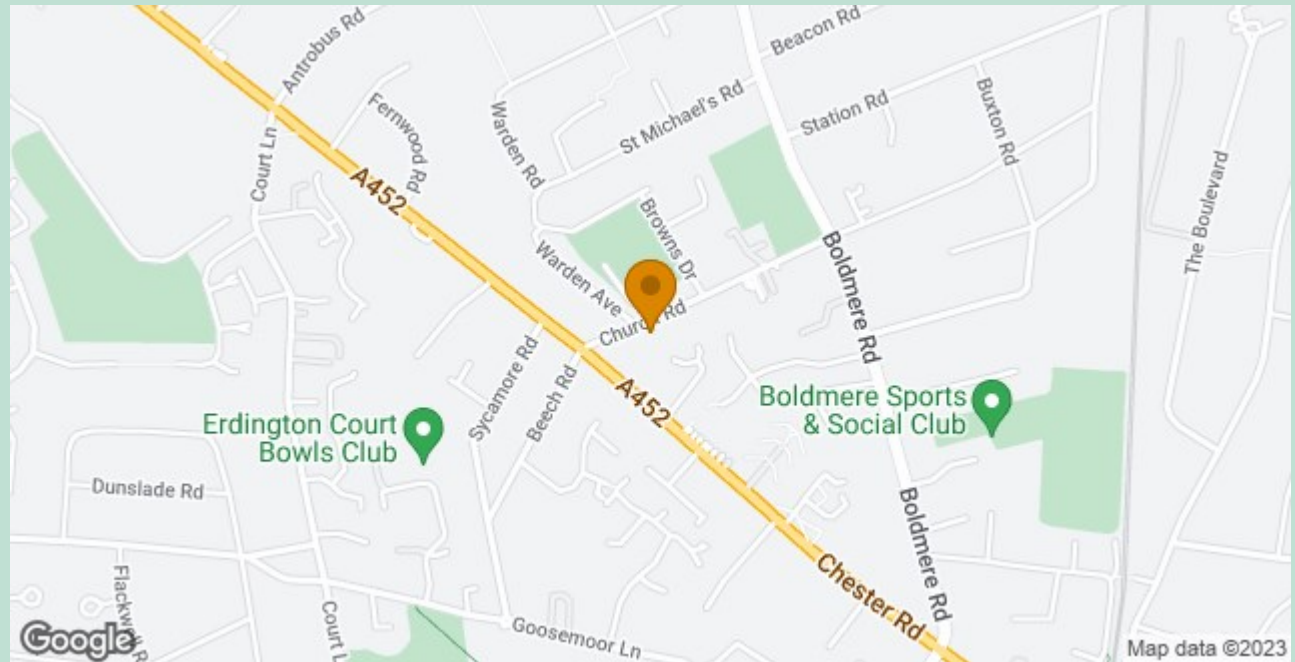 Antrobus Rd
Beacon Rd
Fernwood Rd
Warden Rd
St Michael's Rd
Station Rd
Buxton Rd
Court Ln
A452
Browns Dr
The Boulevard
Warden Ave
Boldmere Rd
Church Rd
Sycamore Rd
Beech Rd
A452
Boldmere Sports
& Social Club
Erdington Court
Bowls Club
Dunslade Rd
Boldmere Rd
Chester Rd
Court
Goosemoor Ln
Google
Map data ©2023